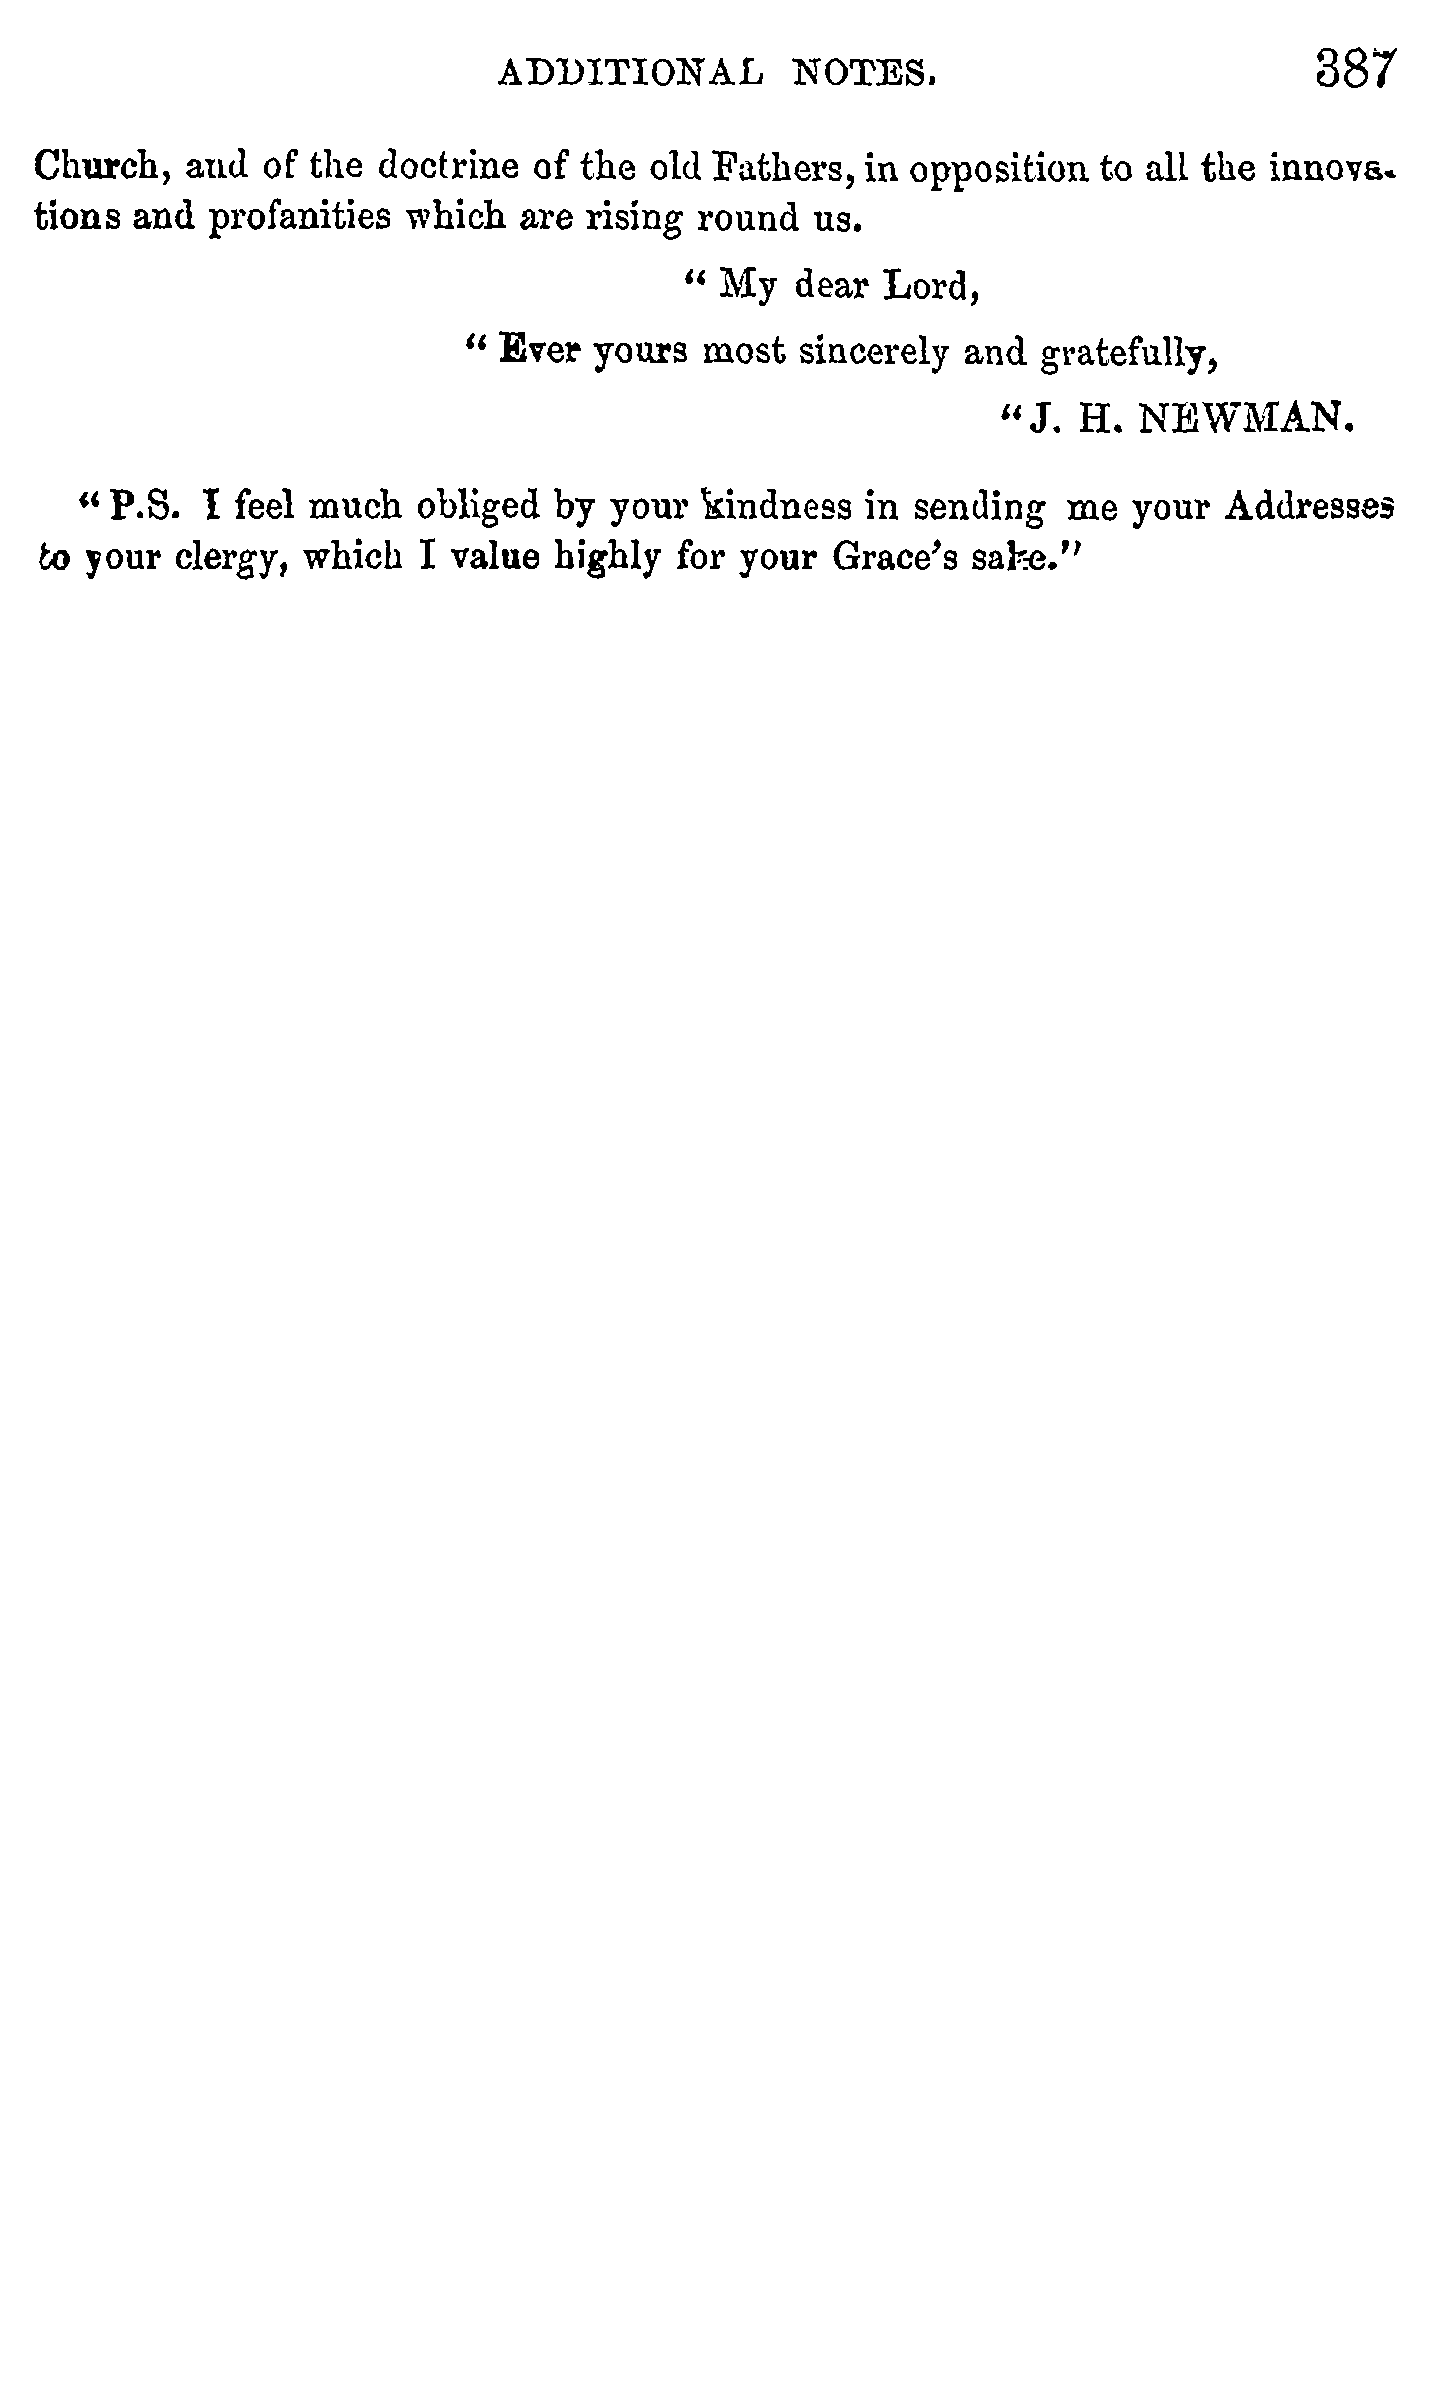 ADDITIONAL NOTES. 387
Church, and of the doctrine of the old Fathers, in opposition to all the innova-
tions and profanities which are rising round us.
“ My dear Lord,
“ Ever yours most sincerely and gratefully,
“ J. H. NEWMAN.
“ P.S. I feel much obliged by your kindness in sending me your Addresses
to your clergy, which I value highly for your Grace’s sake.”